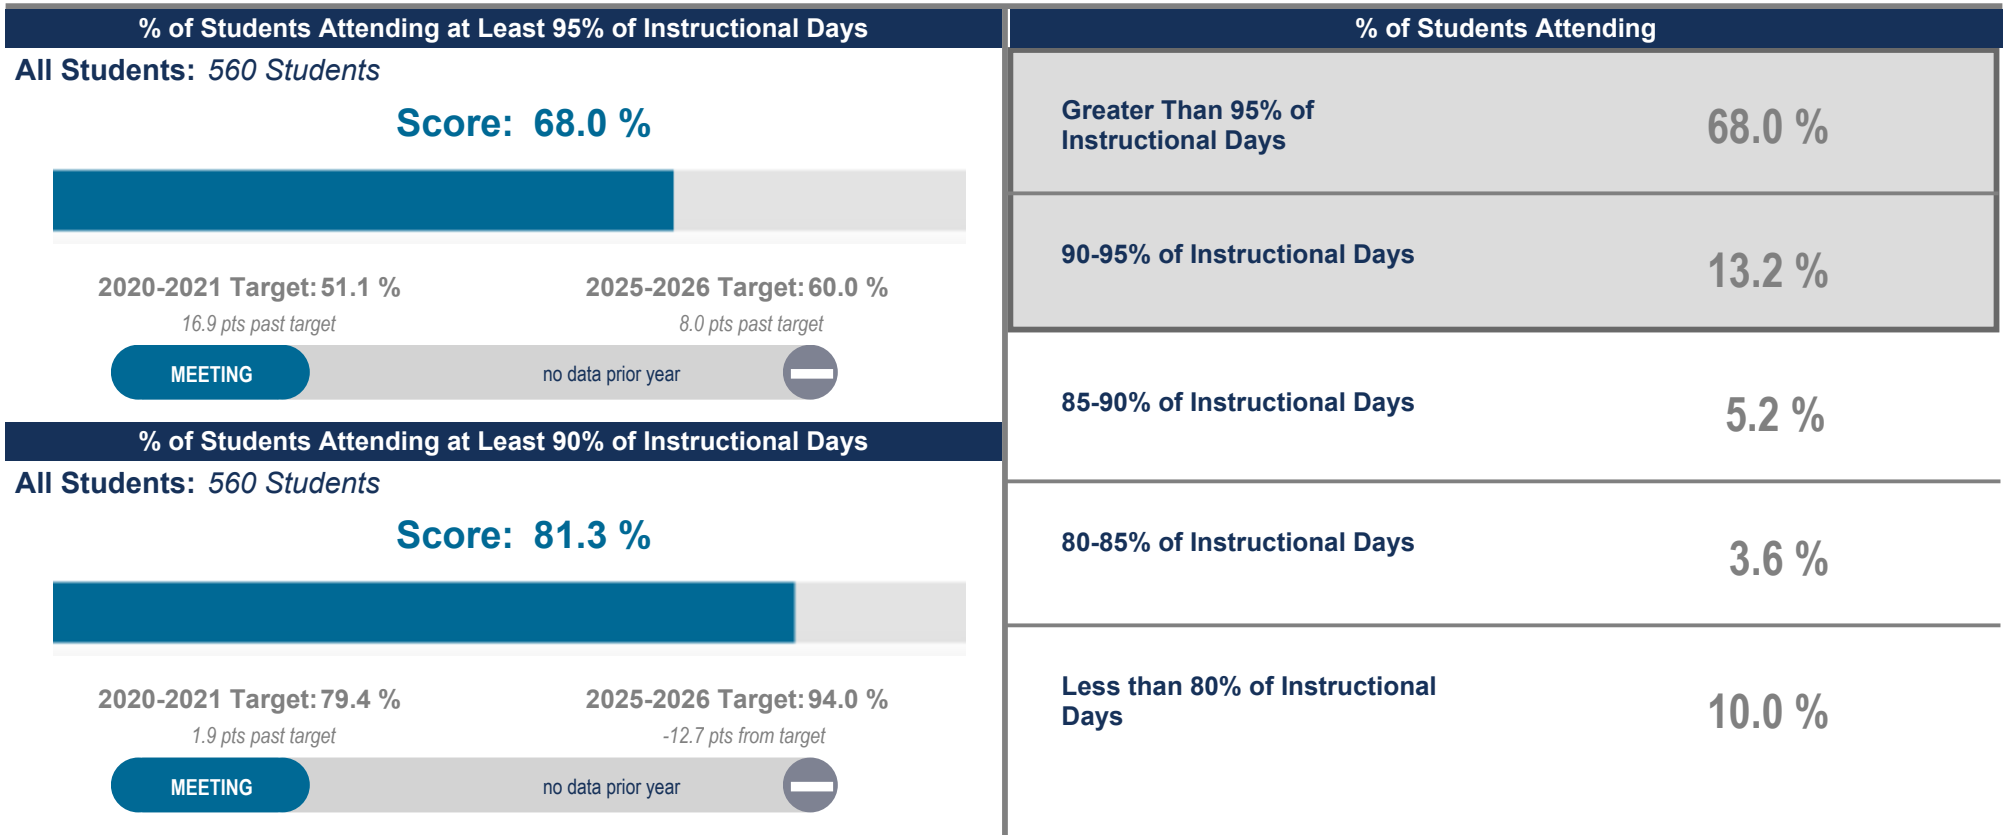 % of Students Attending at Least 95% of Instructional Days
All Students: 560 Students
Score: 68.0 %
2020-2021 Target: 51.1 %
16.9 pts past target
2025-2026 Target: 60.0 %
8.0 pts past target
MEETING
no data prior year
% of Students Attending at Least 90% of Instructional Days
All Students: 560 Students
Score: 81.3 %
2020-2021 Target: 79.4 %
1.9 pts past target
2025-2026 Target: 94.0 %
-12.7 pts from target
MEETING
no data prior year
% of Students Attending
Greater Than 95% of
Instructional Days
68.0 %
90-95% of Instructional Days
13.2 %
85-90% of Instructional Days
5.2 %
80-85% of Instructional Days
3.6 %
Less than 80% of Instructional
Days
10.0 %